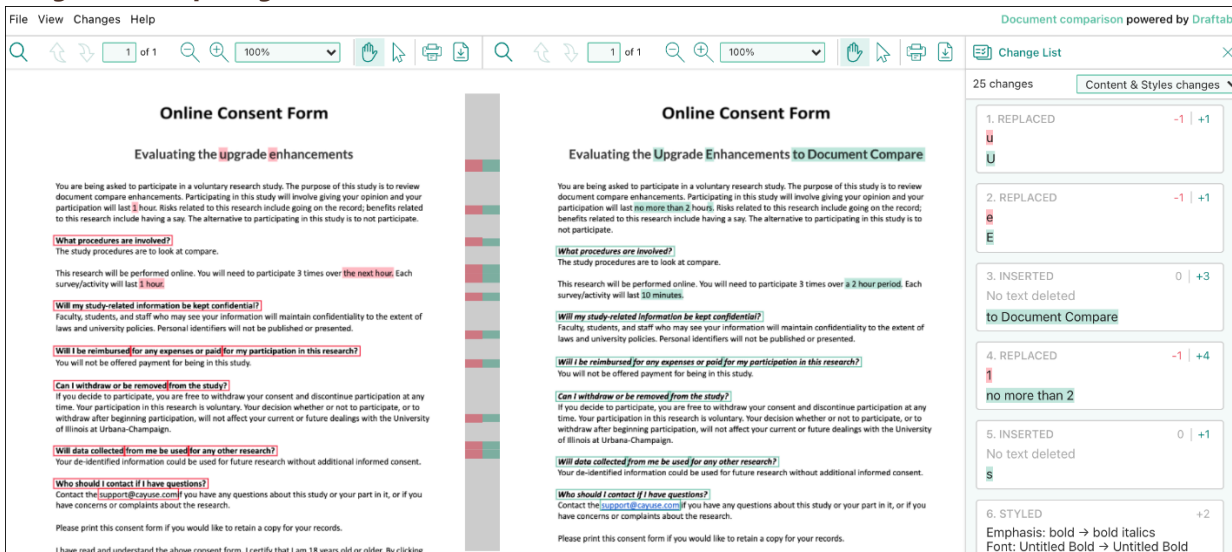 File View Changes Help
Document comparison powered by Draftab
1 of 1 100%
1 of 1 100%
Change List
Online Consent Form
Evaluating the upgrade enhancements
You are being asked to participate in a voluntary research study. The purpose of this study is to review
document compare enhancements. Participating in this study will involve giving your opinion and your
participation will last 1 hour. Risks related to this research include going on the record; benefits related
to this research include having a say. The alternative to participating in this study is to not participate.
What procedures are involved?
The study procedures are to look at compare.
This research will be performed online. You will need to participate 3 times over the next hour. Each
survey/activity will last 1 hour.
Will my study-related information be kept confidential?
Faculty, students, and staff who may see your information will maintain confidentiality to the extent of
laws and university policies. Personal identifiers will not be published or presented.
Will I be reimbursed for any expenses or paid for my participation in this research?
You will not be offered payment for being in this study.
Can I withdraw or be removed from the study?
If you decide to participate, you are free to withdraw your consent and discontinue participation at any
time. Your participation in this research is voluntary. Your decision whether or not to participate, or to
withdraw after beginning participation, will not affect your current or future dealings with the University
of Illinois at Urbana-Champaign.
Will data collected from me be used for any other research?
Your de-identified information could be used for future research without additional informed consent.
Who should I contact if I have questions?
Contact the support@cayuse.com if you have any questions about this study or your part in it, or if you
have concerns or complaints about the research.
Please print this consent form if you would like to retain a copy for your records.
I have read and understand the above consent form. I certify that I am 18 years old or older. By clicking
Online Consent Form
Evaluating the Upgrade Enhancements to Document Compare
You are being asked to participate in a voluntary research study. The purpose of this study is to review
document compare enhancements. Participating in this study will involve giving your opinion and your
participation will last no more than 2 hours. Risks related to this research include going on the record;
benefits related to this research include having a say. The alternative to participating in this study is to
not participate.
What procedures are involved?
The study procedures are to look at compare.
This research will be performed online. You will need to participate 3 times over a 2 hour period. Each
survey/activity will last 10 minutes.
Will my study-related information be kept confidential?
Faculty, students, and staff who may see your information will maintain confidentiality to the extent of
laws and university policies. Personal identifiers will not be published or presented.
Will I be reimbursed for any expenses or paid for my participation in this research?
You will not be offered payment for being in this study.
Can I withdraw or be removed from the study?
If you decide to participate, you are free to withdraw your consent and discontinue participation at any
time. Your participation in this research is voluntary. Your decision whether or not to participate, or to
withdraw after beginning participation, will not affect your current or future dealings with the University
of Illinois at Urbana-Champaign.
Will data collected from me be used for any other research?
Your de-identified information could be used for future research without additional informed consent.
Who should I contact if I have questions?
Contact the support@cayuse.com if you have any questions about this study or your part in it, or if you
have concerns or complaints about the research.
Please print this consent form if you would like to retain a copy for your records.
25 changes Content & Styles changes
1. REPLACED -1 | +1
u
U
2. REPLACED -1 | +1
e
E
3. INSERTED 0 | +3
No text deleted
to Document Compare
4. REPLACED -1 | +4
1
no more than 2
5. INSERTED 0 | +1
No text deleted
s
6. STYLED +2
Emphasis: bold → bold italics
Font: Untitled Bold → Untitled Bold